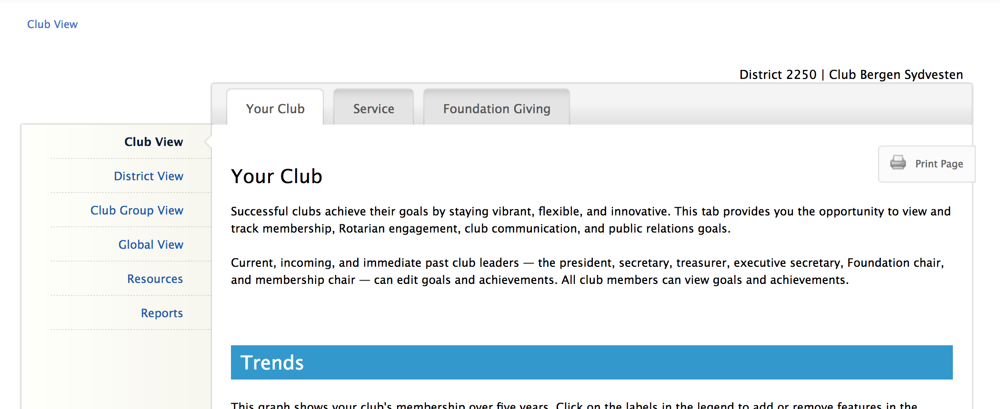 Club View
District 2250 | Club Bergen Sydvesten
Your Club
Service
Foundation Giving
Club View
District View
Club Group View
Global View
Resources
Reports
Print Page
Your Club
Successful clubs achieve their goals by staying vibrant, flexible, and innovative. This tab provides you the opportunity to view and
track membership, Rotarian engagement, club communication, and public relations goals.
Current, incoming, and immediate past club leaders — the president, secretary, treasurer, executive secretary, Foundation chair,
and membership chair — can edit goals and achievements. All club members can view goals and achievements.
Trends
This graph shows your club's membership over five years. Click on the labels in the legend to add or remove features in the